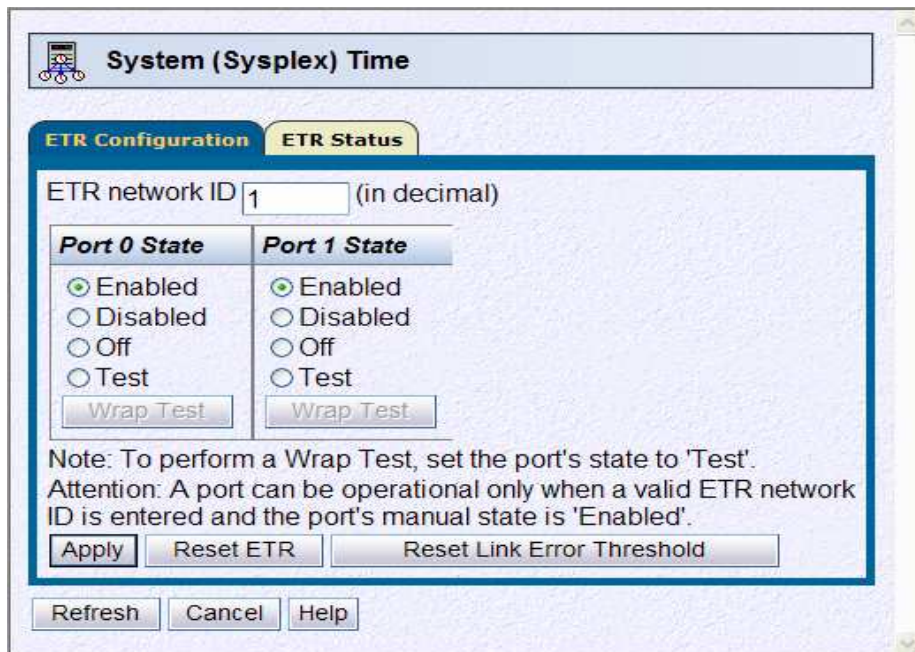 System (Sysplex) Time
ETR Configuration ETR Status
ETR network ID 1 (in decimal)
Port 0 State Port 1 State
Enabled Enabled
Disabled Disabled
Off Off
Test Test
Wrap Test Wrap Test
Note: To perform a Wrap Test, set the port's state to 'Test'.
Attention: A port can be operational only when a valid ETR network
ID is entered and the port's manual state is 'Enabled'.
Apply Reset ETR Reset Link Error Threshold
Refresh Cancel Help